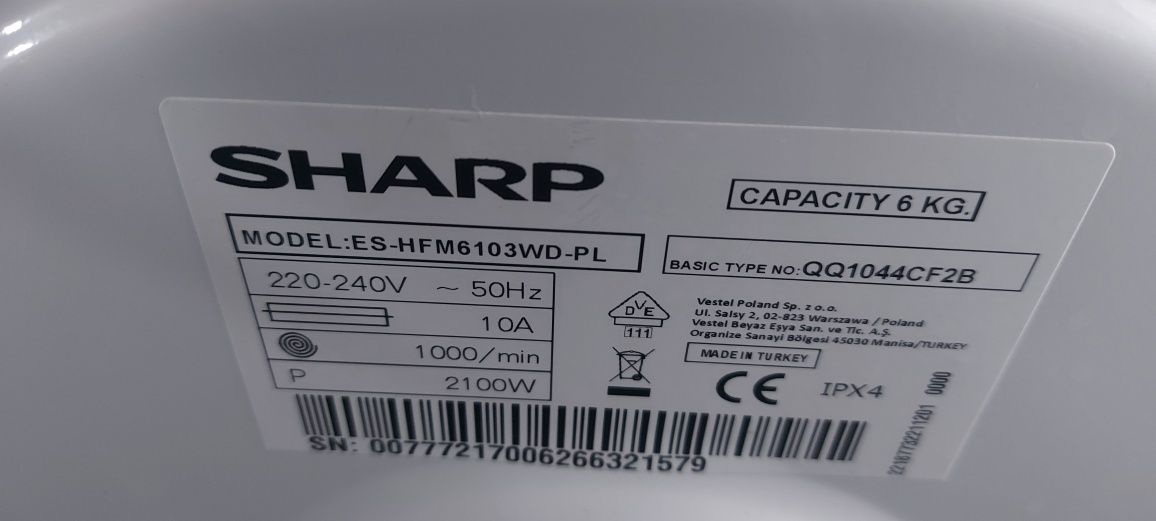 SHARP
CAPACITY 6 KG.
MODEL:ES-HFM6103WD-PL
BASIC TYPE NO:QQ1044CF2B
220-240V ~ 50Hz
10A
1000/min
P 2100W
DVE
111
Vestel Poland Sp. z o.o.
Ul. Salsy 2, 02-823 Warszawa / Poland
Vestel Beyaz Eşya San. ve Tic. A.Ş.
Organize Sanayi Bölgesi 45030 Manisa/TURKEY
MADE IN TURKEY
CE IPX4
SN: 00777217006266321579